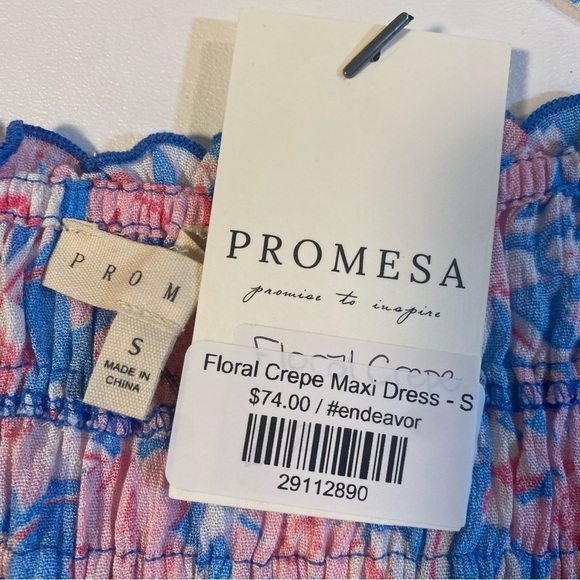 PROM
S
MADE IN
CHINA
PROMESA
promise to inspire
Floral Crepe
Floral Crepe Maxi Dress - S
$74.00 / #endeavor
29112890